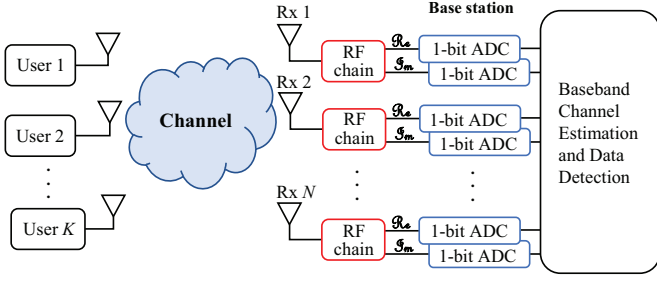 Base station
Rx 1
User 1
RF
chain
ℛe
ℐm
1-bit ADC
1-bit ADC
Channel
Rx 2
User 2
RF
chain
ℛe
ℐm
1-bit ADC
1-bit ADC
Baseband
Channel
Estimation
and Data
Detection
Rx N
User K
RF
chain
ℛe
ℐm
1-bit ADC
1-bit ADC